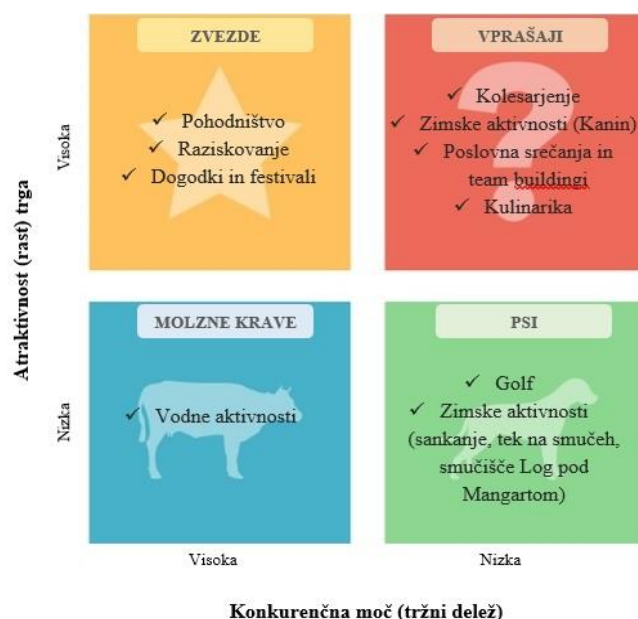 ZVEZDE
✓ Pohodništvo
✓ Raziskovanje
✓ Dogodki in festivali
VPRAŠAJI
✓ Kolesarjenje
✓ Zimske aktivnosti (Kanin)
✓ Poslovna srečanja in
team buildingi
✓ Kulinarika
Visoka
Atraktivnost (rast) trga
MOLZNE KRAVE
✓ Vodne aktivnosti
PSI
✓ Golf
✓ Zimske aktivnosti
(sankanje, tek na smučeh,
smučišče Log pod
Mangartom)
Nizka
Visoka
Nizka
Konkurenčna moč (tržni delež)